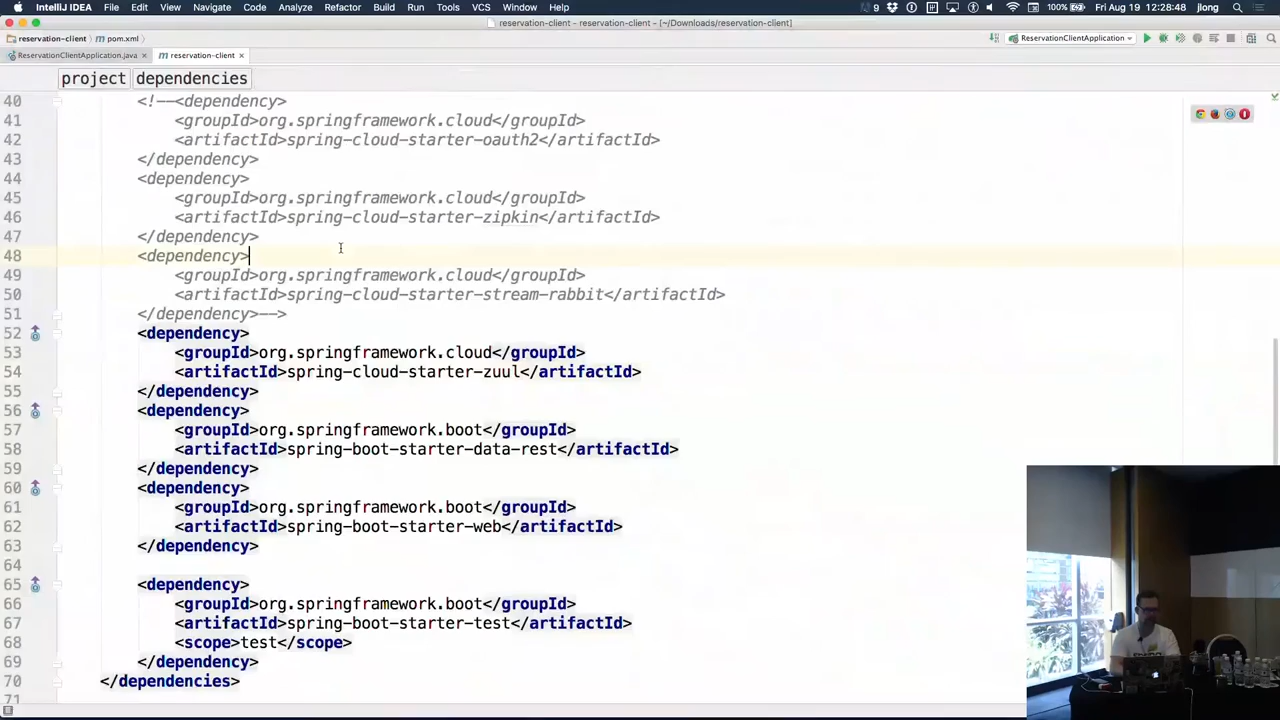 IntelliJ IDEA File Edit View Navigate Code Analyze Refactor Build Run Tools VCS Window Help 9 100% Fri Aug 19 12:28:48 jlong
reservation-client - reservation-client - [~/Downloads/reservation-client]
reservation-client pom.xml ReservationClientApplication
ReservationClientApplication.java reservation-client
project dependencies
40 <!--<dependency>
41 <groupId>org.springframework.cloud</groupId>
42 <artifactId>spring-cloud-starter-oauth2</artifactId>
43 </dependency>
44 <dependency>
45 <groupId>org.springframework.cloud</groupId>
46 <artifactId>spring-cloud-starter-zipkin</artifactId>
47 </dependency>
48 <dependency>
49 <groupId>org.springframework.cloud</groupId>
50 <artifactId>spring-cloud-starter-stream-rabbit</artifactId>
51 </dependency>-->
52 <dependency>
53 <groupId>org.springframework.cloud</groupId>
54 <artifactId>spring-cloud-starter-zuul</artifactId>
55 </dependency>
56 <dependency>
57 <groupId>org.springframework.boot</groupId>
58 <artifactId>spring-boot-starter-data-rest</artifactId>
59 </dependency>
60 <dependency>
61 <groupId>org.springframework.boot</groupId>
62 <artifactId>spring-boot-starter-web</artifactId>
63 </dependency>
64
65 <dependency>
66 <groupId>org.springframework.boot</groupId>
67 <artifactId>spring-boot-starter-test</artifactId>
68 <scope>test</scope>
69 </dependency>
70 </dependencies>
71